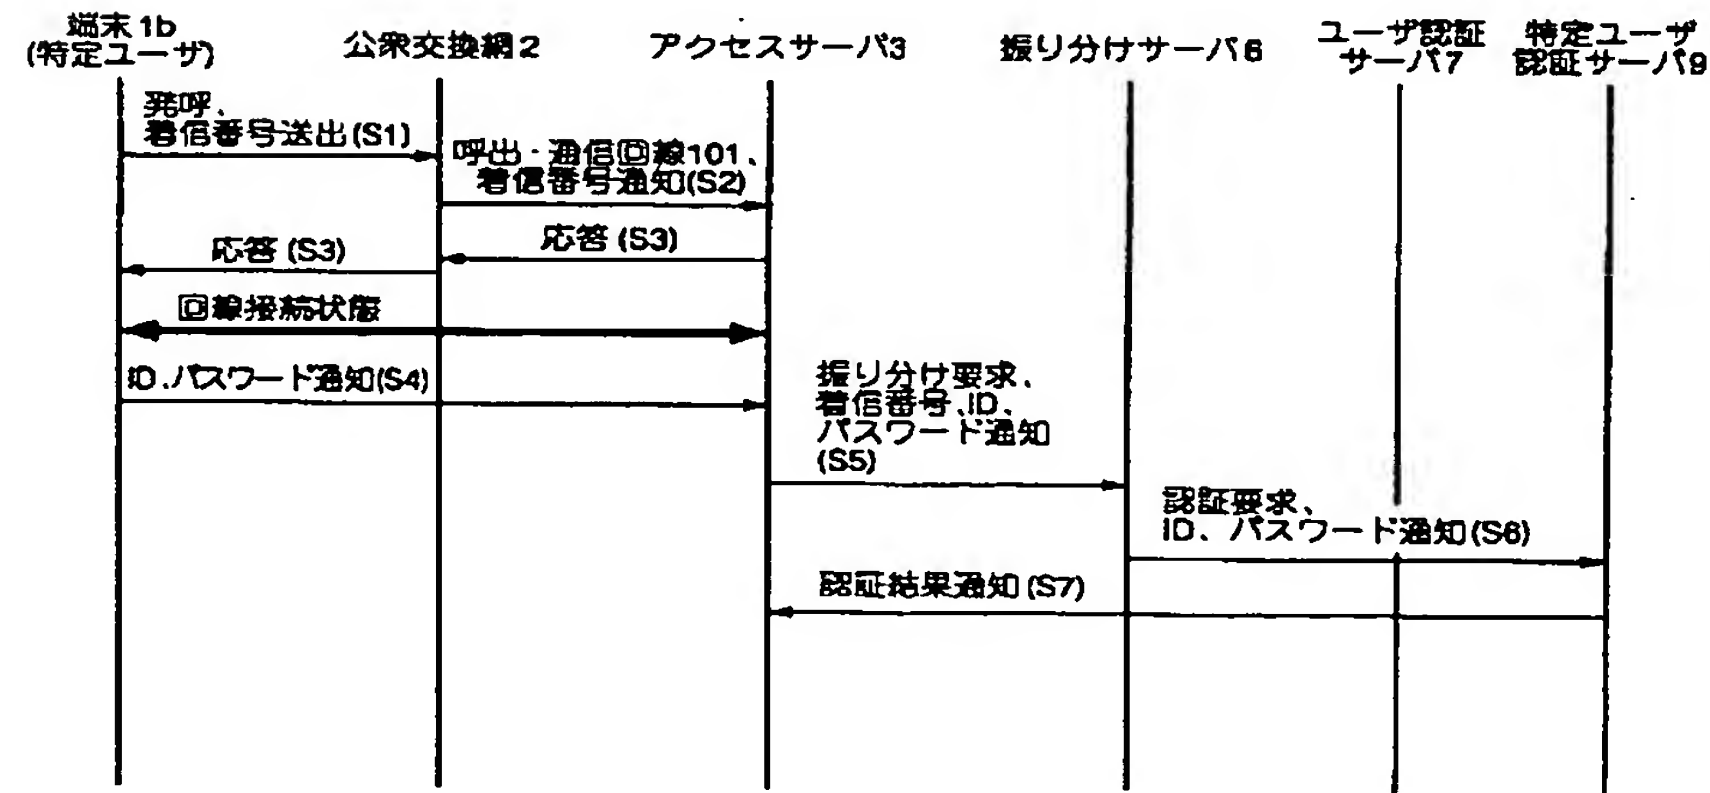 端末1b
(特定ユーザ)
公衆交換網2
アクセスサーバ3
振り分けサーバ6
ユーザ認証
サーバ7
特定ユーザ
認証サーバ9
発呼、
着信番号送出(S1)
呼出・通信回線101、
着信番号通知(S2)
応答(S3)
応答(S3)
回線接続状態
ID、パスワード通知(S4)
振り分け要求、
着信番号、ID、
パスワード通知
(S5)
認証要求、
ID、パスワード通知(S6)
認証結果通知(S7)